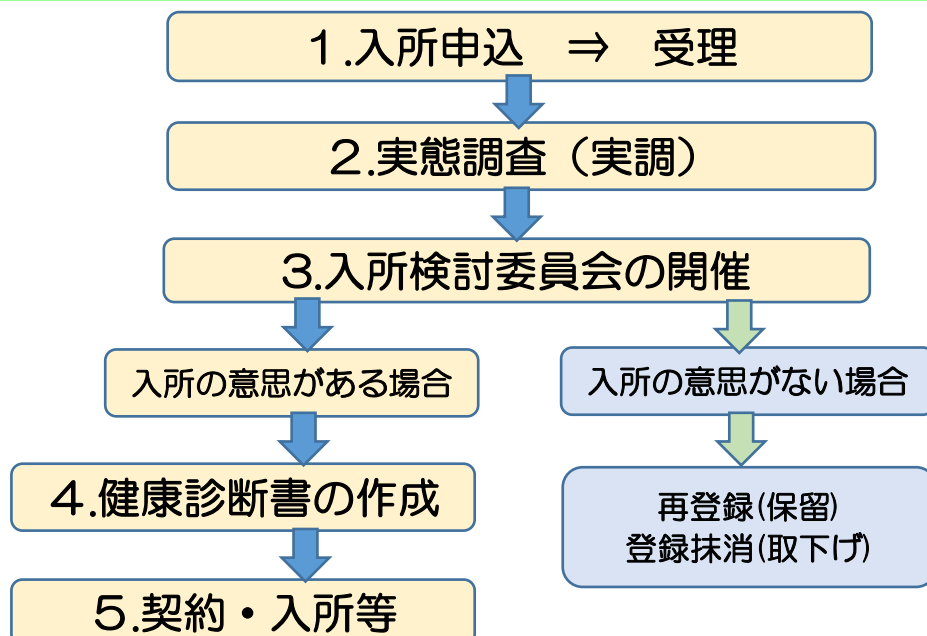 1.入所申込　⇒　受理
2.実態調査（実調）
3.入所検討委員会の開催
入所の意思がある場合
入所の意思がない場合
4.健康診断書の作成
再登録(保留)
登録抹消(取下げ)
5.契約・入所等